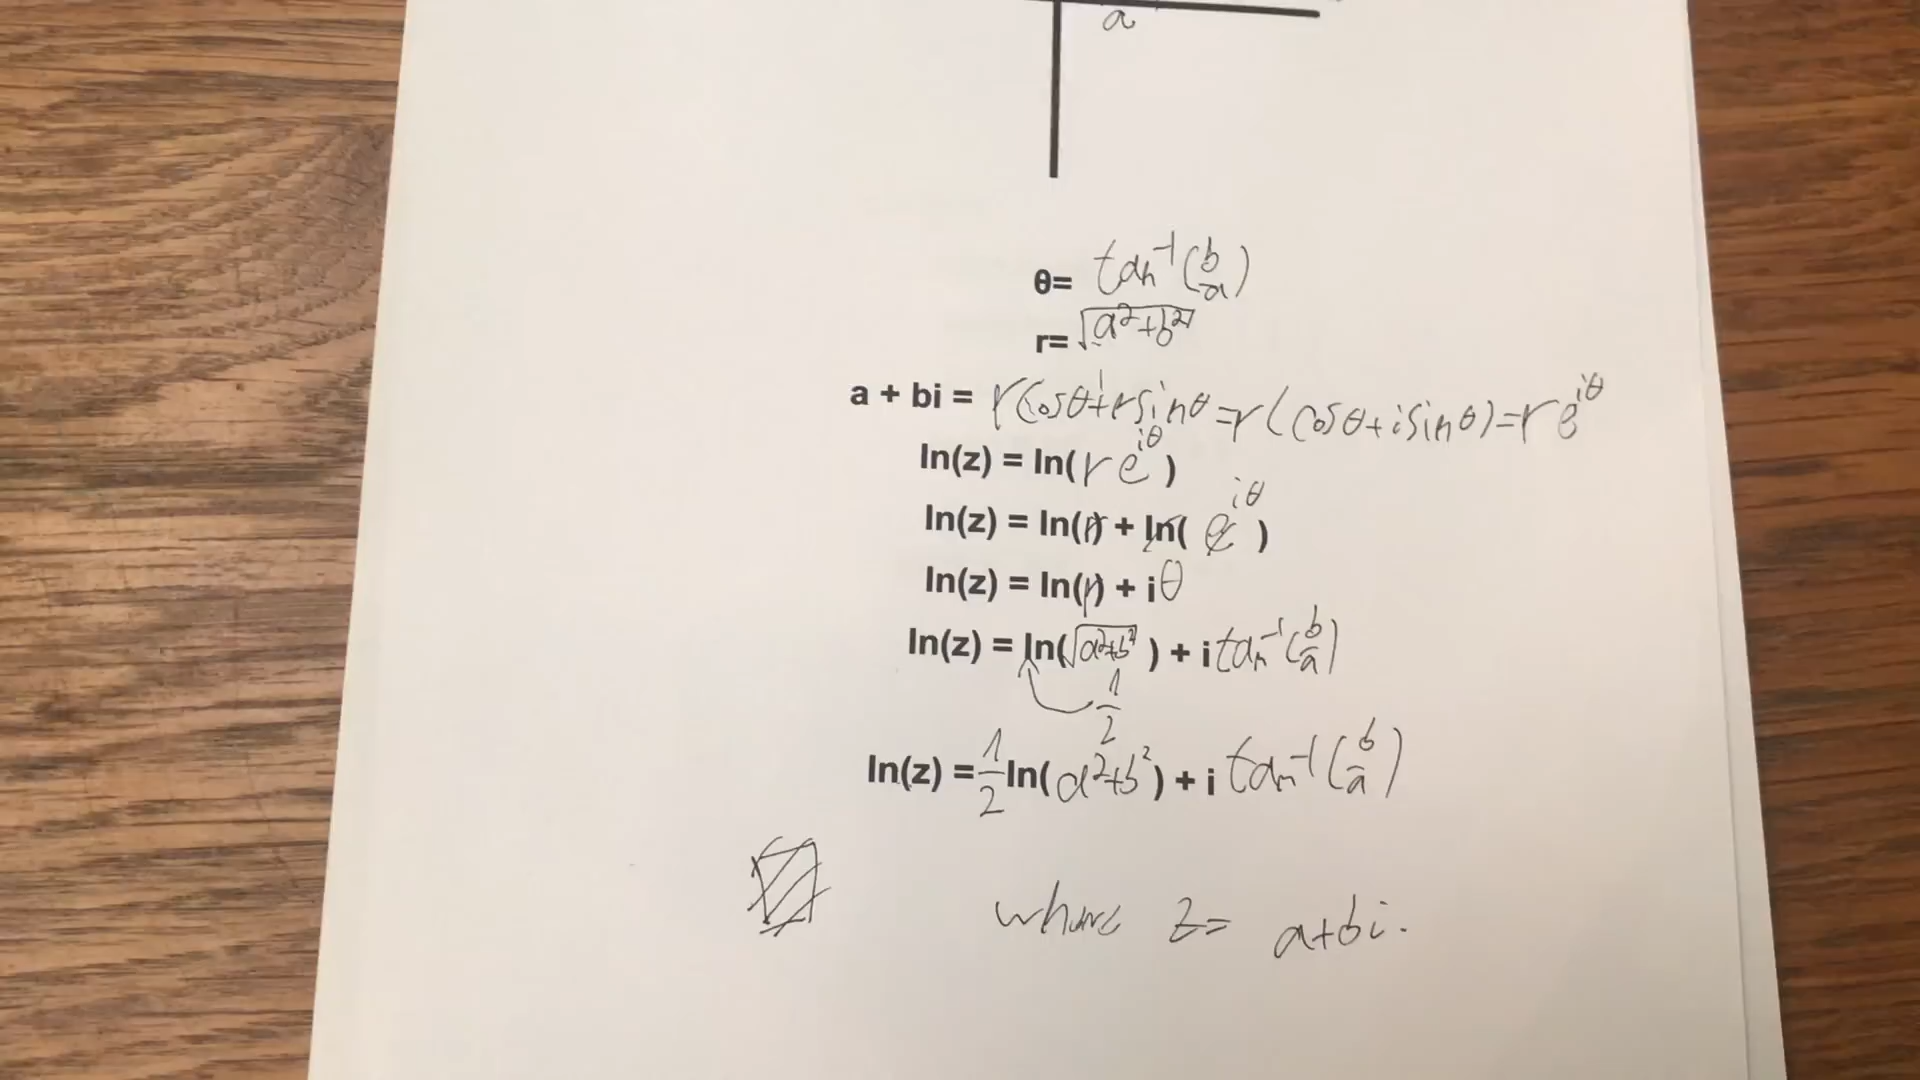 a
θ= tan⁻¹(b/a)
r= √(a²+b²)
a + bi = rcosθ+irsinθ=r(cosθ+isinθ)=re^(iθ)
ln(z) = ln(re^(iθ))
ln(z) = ln(r) + ln(e^(iθ))
ln(z) = ln(r) + iθ
ln(z) = ln(√(a²+b²)) + i tan⁻¹(b/a)
1/2
ln(z) = 1/2 ln(a²+b²) + i tan⁻¹(b/a)
where z= a+bi.